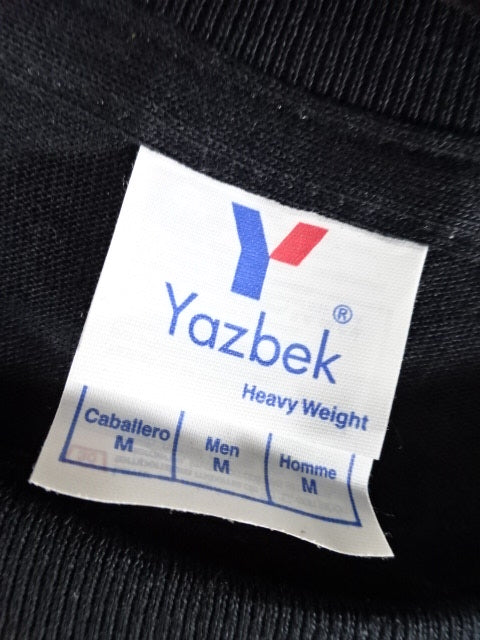 Y
Yazbek®
Heavy Weight
Caballero Men Homme
M M M